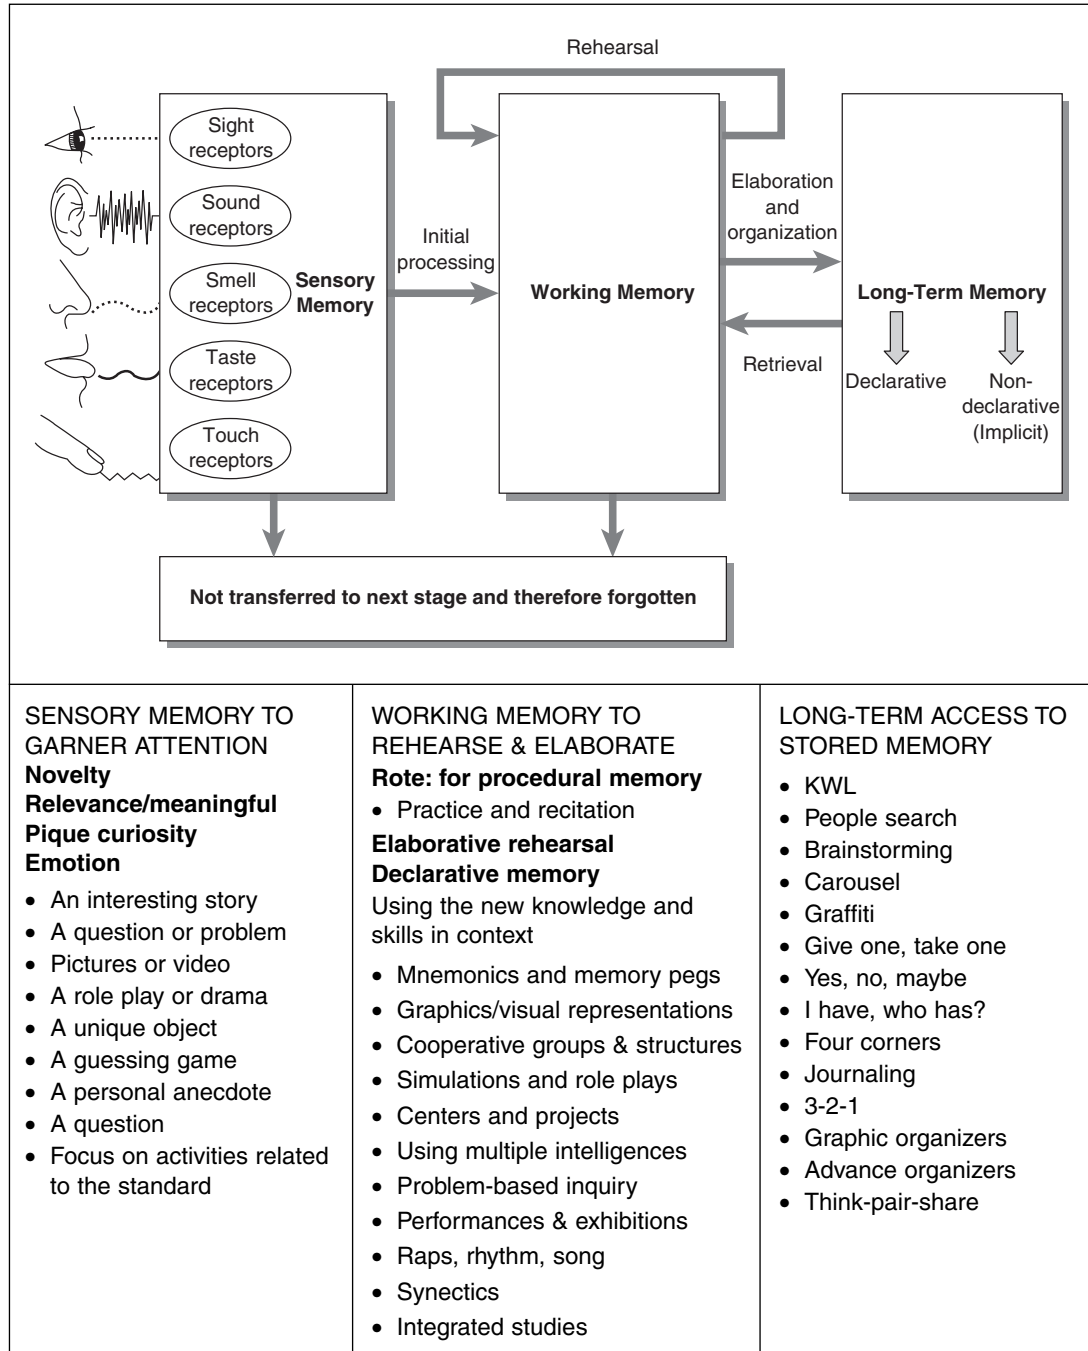 Rehearsal
Sight
receptors
Sound
receptors
Smell
receptors
Taste
receptors
Touch
receptors
Sensory
Memory
Initial
processing
Working Memory
Elaboration
and
organization
Retrieval
Long-Term Memory
Declarative
Non-
declarative
(Implicit)
Not transferred to next stage and therefore forgotten
SENSORY MEMORY TO
GARNER ATTENTION
Novelty
Relevance/meaningful
Pique curiosity
Emotion
• An interesting story
• A question or problem
• Pictures or video
• A role play or drama
• A unique object
• A guessing game
• A personal anecdote
• A question
• Focus on activities related
to the standard
WORKING MEMORY TO
REHEARSE & ELABORATE
Rote: for procedural memory
• Practice and recitation
Elaborative rehearsal
Declarative memory
Using the new knowledge and
skills in context
• Mnemonics and memory pegs
• Graphics/visual representations
• Cooperative groups & structures
• Simulations and role plays
• Centers and projects
• Using multiple intelligences
• Problem-based inquiry
• Performances & exhibitions
• Raps, rhythm, song
• Synectics
• Integrated studies
LONG-TERM ACCESS TO
STORED MEMORY
• KWL
• People search
• Brainstorming
• Carousel
• Graffiti
• Give one, take one
• Yes, no, maybe
• I have, who has?
• Four corners
• Journaling
• 3-2-1
• Graphic organizers
• Advance organizers
• Think-pair-share